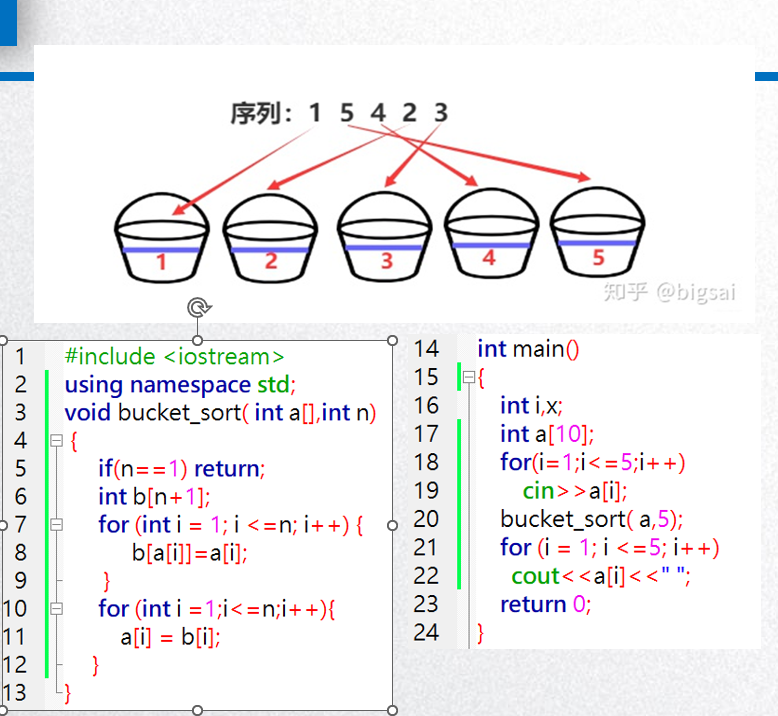 序列：1 5 4 2 3
1 2 3 4 5
知乎 @bigsai
1 #include <iostream>
2 using namespace std;
3 void bucket_sort( int a[],int n)
4 {
5 if(n==1) return;
6 int b[n+1];
7 for (int i = 1; i <=n; i++) {
8 b[a[i]]=a[i];
9 }
10 for (int i =1;i<=n;i++){
11 a[i] = b[i];
12 }
13 }
14 int main()
15 {
16 int i,x;
17 int a[10];
18 for(i=1;i<=5;i++)
19 cin>>a[i];
20 bucket_sort( a,5);
21 for (i = 1; i <=5; i++)
22 cout<<a[i]<<" ";
23 return 0;
24 }